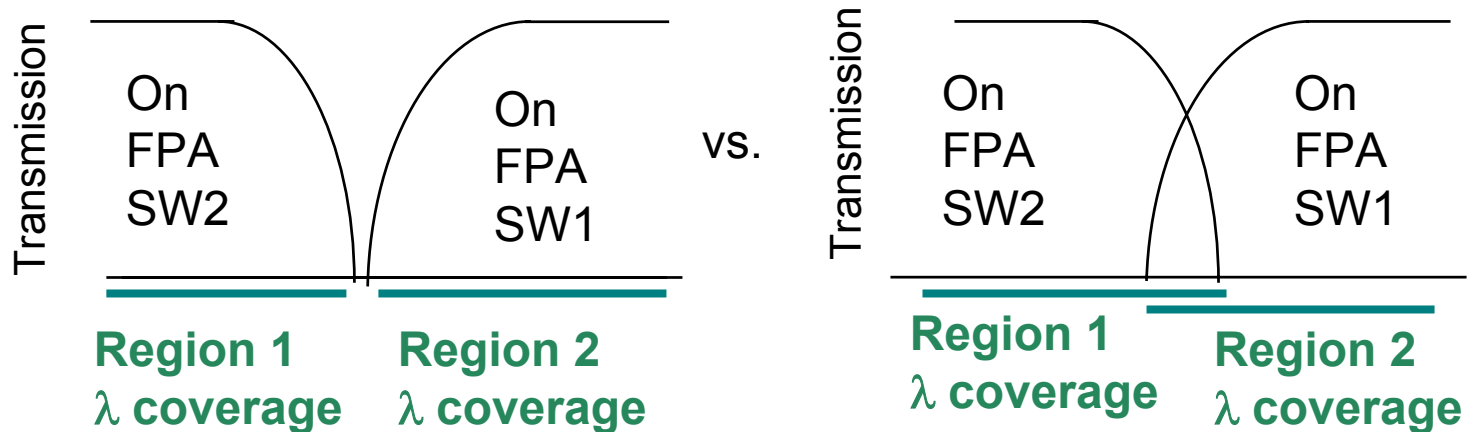 Transmission
On
FPA
SW2
On
FPA
SW1
Region 1
λ coverage
Region 2
λ coverage
vs.
Transmission
On
FPA
SW2
On
FPA
SW1
Region 1
λ coverage
Region 2
λ coverage